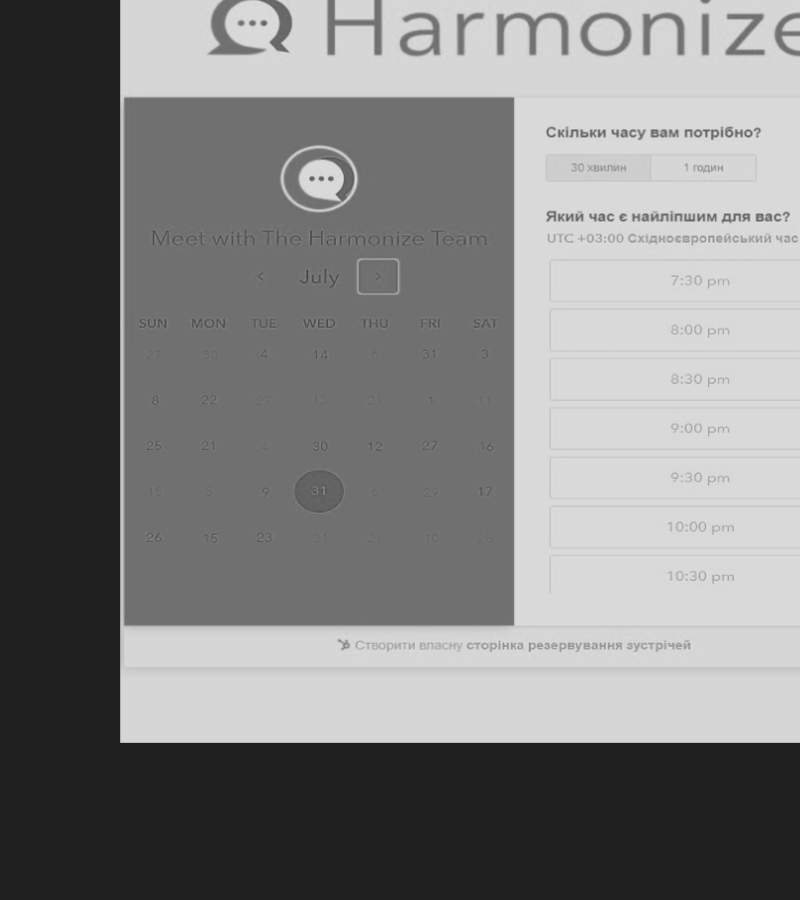 Harmonize
Meet with The Harmonize Team
< July >
SUN MON TUE WED THU FRI SAT
27 30 4 14 6 31 3
8 22 22 13 21 1 11
25 21 4 30 12 27 16
15 5 9 31 6 29 17
26 15 23 31 21 10 26
Скільки часу вам потрібно?
30 хвилин 1 годин
Який час є найліпшим для вас?
UTC +03:00 Східноєвропейський час
7:30 pm
8:00 pm
8:30 pm
9:00 pm
9:30 pm
10:00 pm
10:30 pm
Створити власну сторінка резервування зустрічей